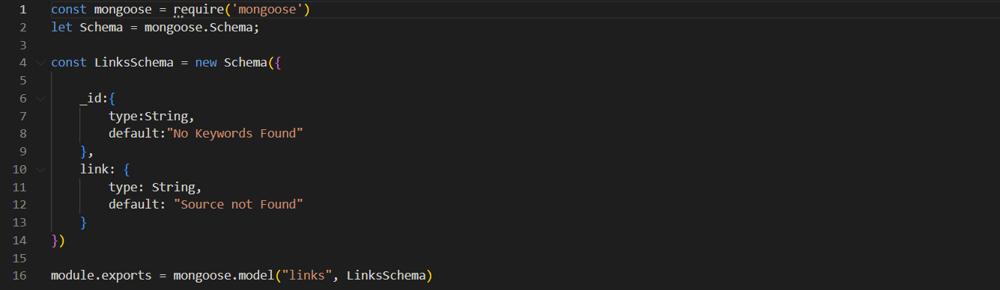 1 const mongoose = require('mongoose')
2 let Schema = mongoose.Schema;
3
4 const LinksSchema = new Schema({
5
6     _id:{
7         type:String,
8         default:"No Keywords Found"
9     },
10     link: {
11         type: String,
12         default: "Source not Found"
13     }
14 })
15
16 module.exports = mongoose.model("links", LinksSchema)